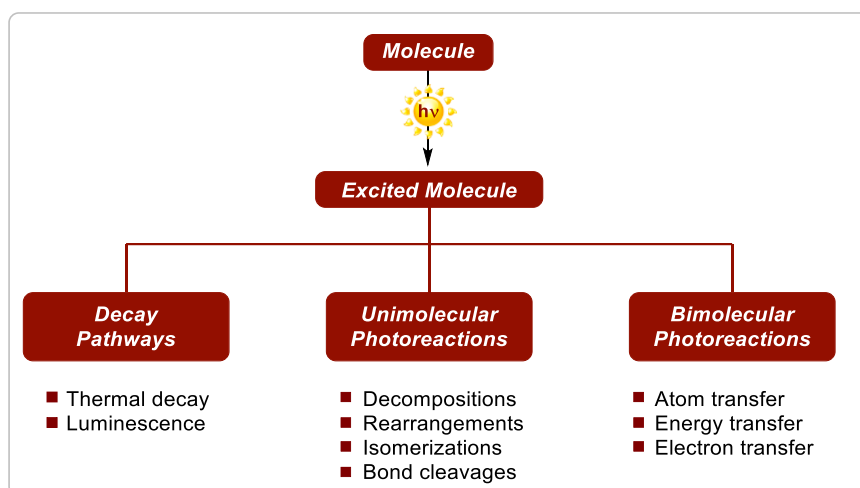 Molecule
hν
Excited Molecule
Decay
Pathways
Thermal decay
Luminescence
Unimolecular
Photoreactions
Decompositions
Rearrangements
Isomerizations
Bond cleavages
Bimolecular
Photoreactions
Atom transfer
Energy transfer
Electron transfer